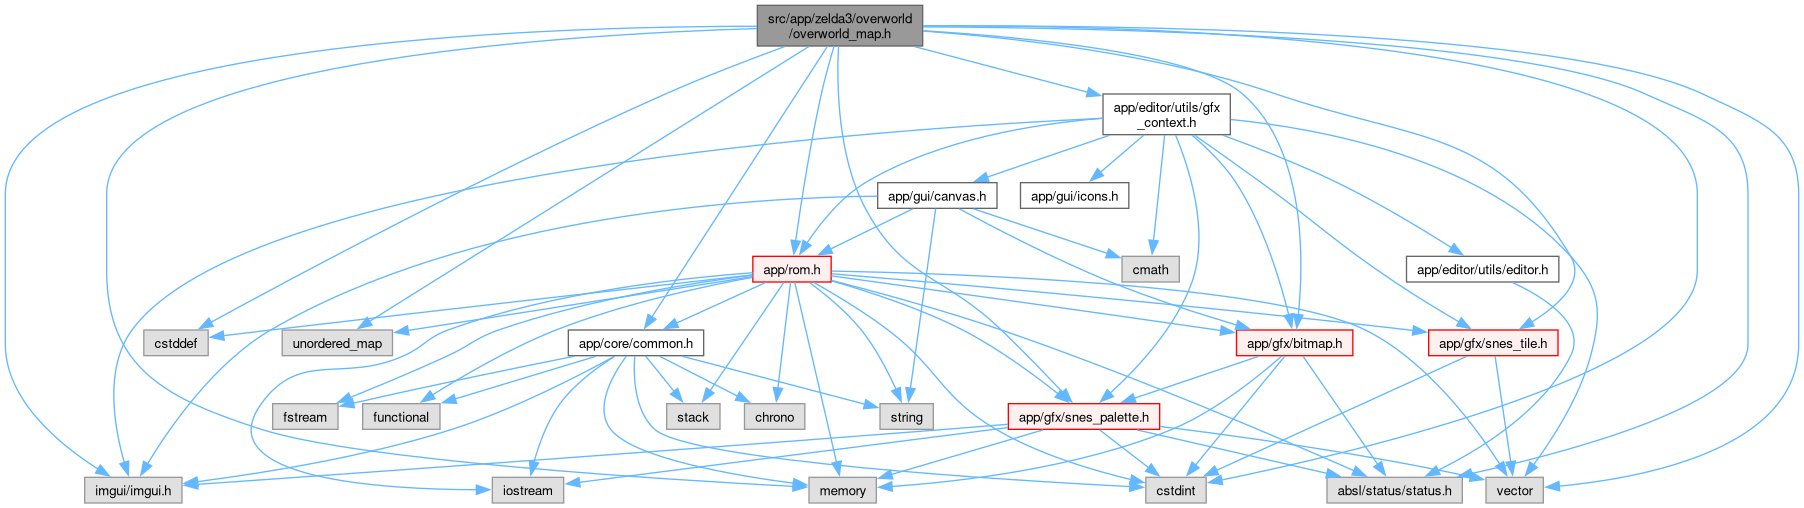 src/app/zelda3/overworld
/overworld_map.h
app/editor/utils/gfx
_context.h
app/gui/canvas.h
app/gui/icons.h
app/rom.h
cmath
app/editor/utils/editor.h
cstddef
unordered_map
app/core/common.h
app/gfx/bitmap.h
app/gfx/snes_tile.h
fstream
functional
stack
chrono
string
app/gfx/snes_palette.h
imgui/imgui.h
iostream
memory
cstdint
absl/status/status.h
vector